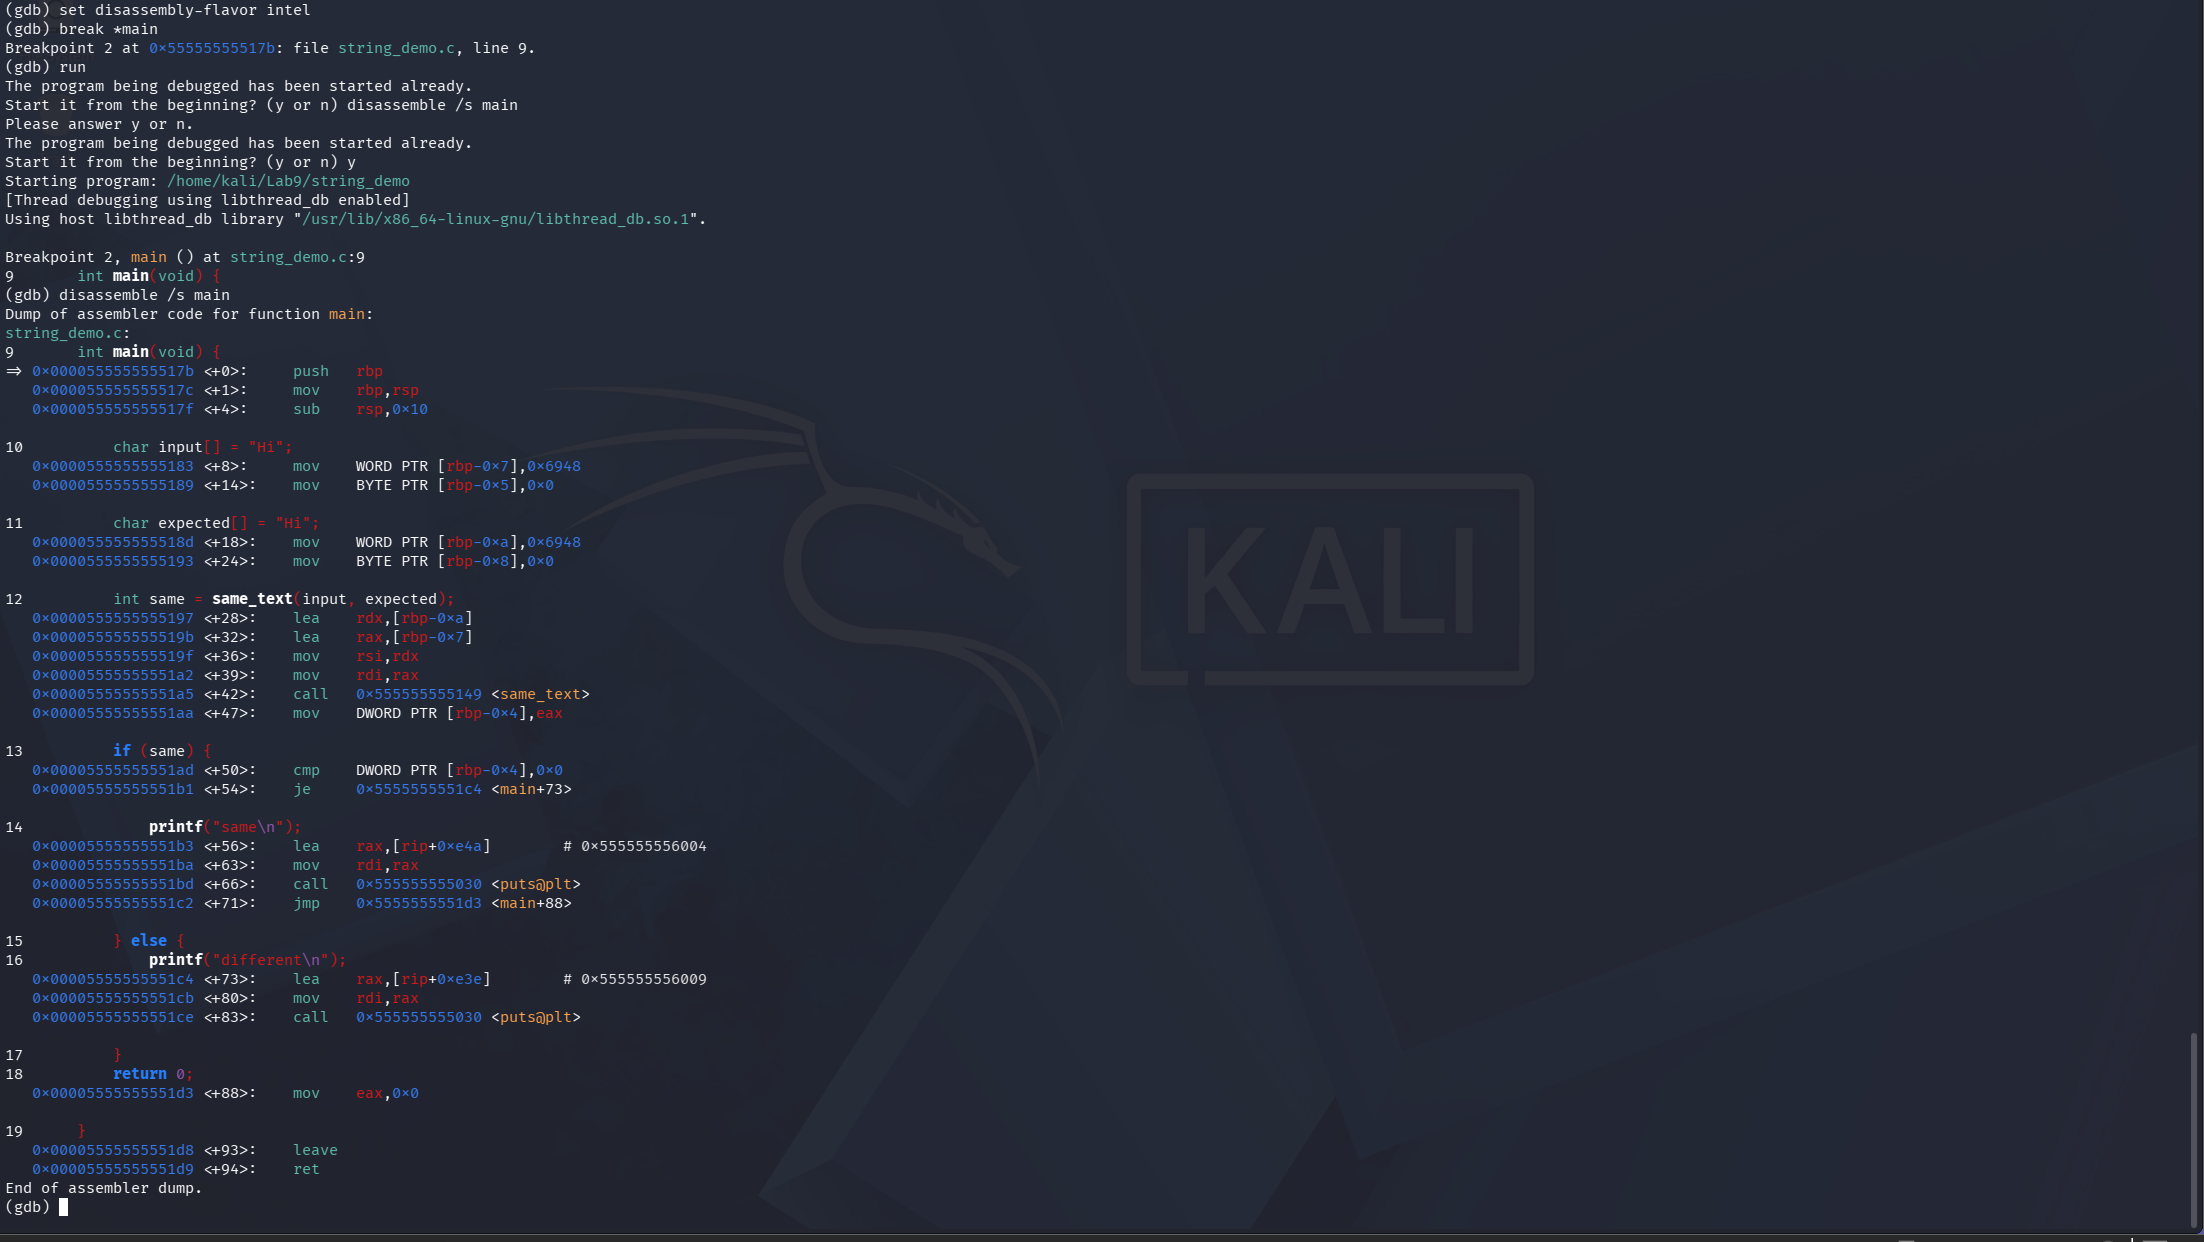 (gdb) set disassembly-flavor intel
(gdb) break *main
Breakpoint 2 at 0x55555555517b: file string_demo.c, line 9.
(gdb) run
The program being debugged has been started already.
Start it from the beginning? (y or n) disassemble /s main
Please answer y or n.
The program being debugged has been started already.
Start it from the beginning? (y or n) y
Starting program: /home/kali/Lab9/string_demo
[Thread debugging using libthread_db enabled]
Using host libthread_db library "/usr/lib/x86_64-linux-gnu/libthread_db.so.1".

Breakpoint 2, main () at string_demo.c:9
9       int main(void) {
(gdb) disassemble /s main
Dump of assembler code for function main:
string_demo.c:
9       int main(void) {
=> 0x000055555555517b <+0>:     push   rbp
   0x000055555555517c <+1>:     mov    rbp,rsp
   0x000055555555517f <+4>:     sub    rsp,0x10

10          char input[] = "Hi";
   0x0000555555555183 <+8>:     mov    WORD PTR [rbp-0x7],0x6948
   0x0000555555555189 <+14>:    mov    BYTE PTR [rbp-0x5],0x0

11          char expected[] = "Hi";
   0x000055555555518d <+18>:    mov    WORD PTR [rbp-0xa],0x6948
   0x0000555555555193 <+24>:    mov    BYTE PTR [rbp-0x8],0x0

12          int same = same_text(input, expected);
   0x0000555555555197 <+28>:    lea    rdx,[rbp-0xa]
   0x000055555555519b <+32>:    lea    rax,[rbp-0x7]
   0x000055555555519f <+36>:    mov    rsi,rdx
   0x00005555555551a2 <+39>:    mov    rdi,rax
   0x00005555555551a5 <+42>:    call   0x555555555149 <same_text>
   0x00005555555551aa <+47>:    mov    DWORD PTR [rbp-0x4],eax

13          if (same) {
   0x00005555555551ad <+50>:    cmp    DWORD PTR [rbp-0x4],0x0
   0x00005555555551b1 <+54>:    je     0x5555555551c4 <main+73>

14              printf("same\n");
   0x00005555555551b3 <+56>:    lea    rax,[rip+0xe4a]        # 0x555555556004
   0x00005555555551ba <+63>:    mov    rdi,rax
   0x00005555555551bd <+66>:    call   0x555555555030 <puts@plt>
   0x00005555555551c2 <+71>:    jmp    0x5555555551d3 <main+88>

15          } else {
16              printf("different\n");
   0x00005555555551c4 <+73>:    lea    rax,[rip+0xe3e]        # 0x555555556009
   0x00005555555551cb <+80>:    mov    rdi,rax
   0x00005555555551ce <+83>:    call   0x555555555030 <puts@plt>

17          }
18          return 0;
   0x00005555555551d3 <+88>:    mov    eax,0x0

19      }
   0x00005555555551d8 <+93>:    leave
   0x00005555555551d9 <+94>:    ret
End of assembler dump.
(gdb)
KALI